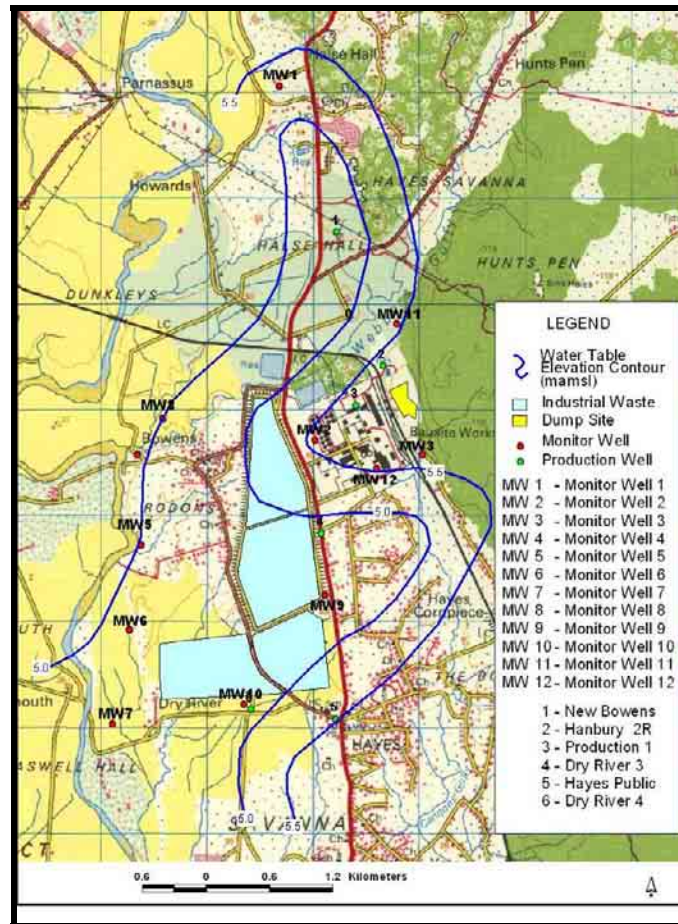 Halse Hall
MW1
Hunts Pen
Parnassus
5.5
Howards
HAYES SAVANNA
1
HALSE HALL
HUNTS PEN
DUNKLEYS
MW11
LC
Webb
2
3
MW2
MW3
Bowens
Bauxite Works
MW12
5.5
RODONS
5.0
MW5
MW9
Hayes
Cornpiece
MW6
5.0
Dry River
MW10
MW7
5
HAYES
5.0
5.5
SAVANNA
LEGEND
Water Table
Elevation Contour
(mamsl)
Industrial Waste
Dump Site
Monitor Well
Production Well
MW 1 - Monitor Well 1
MW 2 - Monitor Well 2
MW 3 - Monitor Well 3
MW 4 - Monitor Well 4
MW 5 - Monitor Well 5
MW 6 - Monitor Well 6
MW 7 - Monitor Well 7
MW 8 - Monitor Well 8
MW 9 - Monitor Well 9
MW 10 - Monitor Well 10
MW 11 - Monitor Well 11
MW 12 - Monitor Well 12
1 - New Bowens
2 - Hanbury 2R
3 - Production 1
4 - Dry River 3
5 - Hayes Public
6 - Dry River 4
0.6 0 0.6 1.2 Kilometers